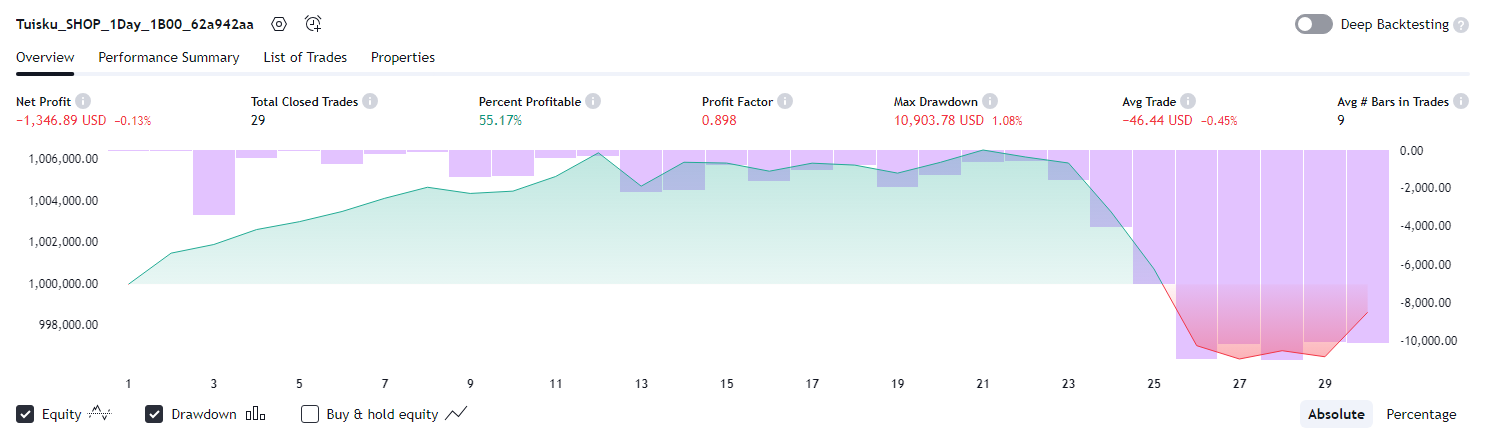 Tuisku_SHOP_1Day_1B00_62a942aa
Deep Backtesting ?
Overview Performance Summary List of Trades Properties
Net Profit Total Closed Trades Percent Profitable Profit Factor Max Drawdown Avg Trade Avg # Bars in Trades
−1,346.89 USD −0.13% 29 55.17% 0.898 10,903.78 USD 1.08% −46.44 USD −0.45% 9
1,006,000.00 0.00
1,004,000.00 -2,000.00
1,002,000.00 -4,000.00
1,000,000.00 -6,000.00
998,000.00 -8,000.00
-10,000.00
1 3 5 7 9 11 13 15 17 19 21 23 25 27 29
Equity Drawdown Buy & hold equity Absolute Percentage